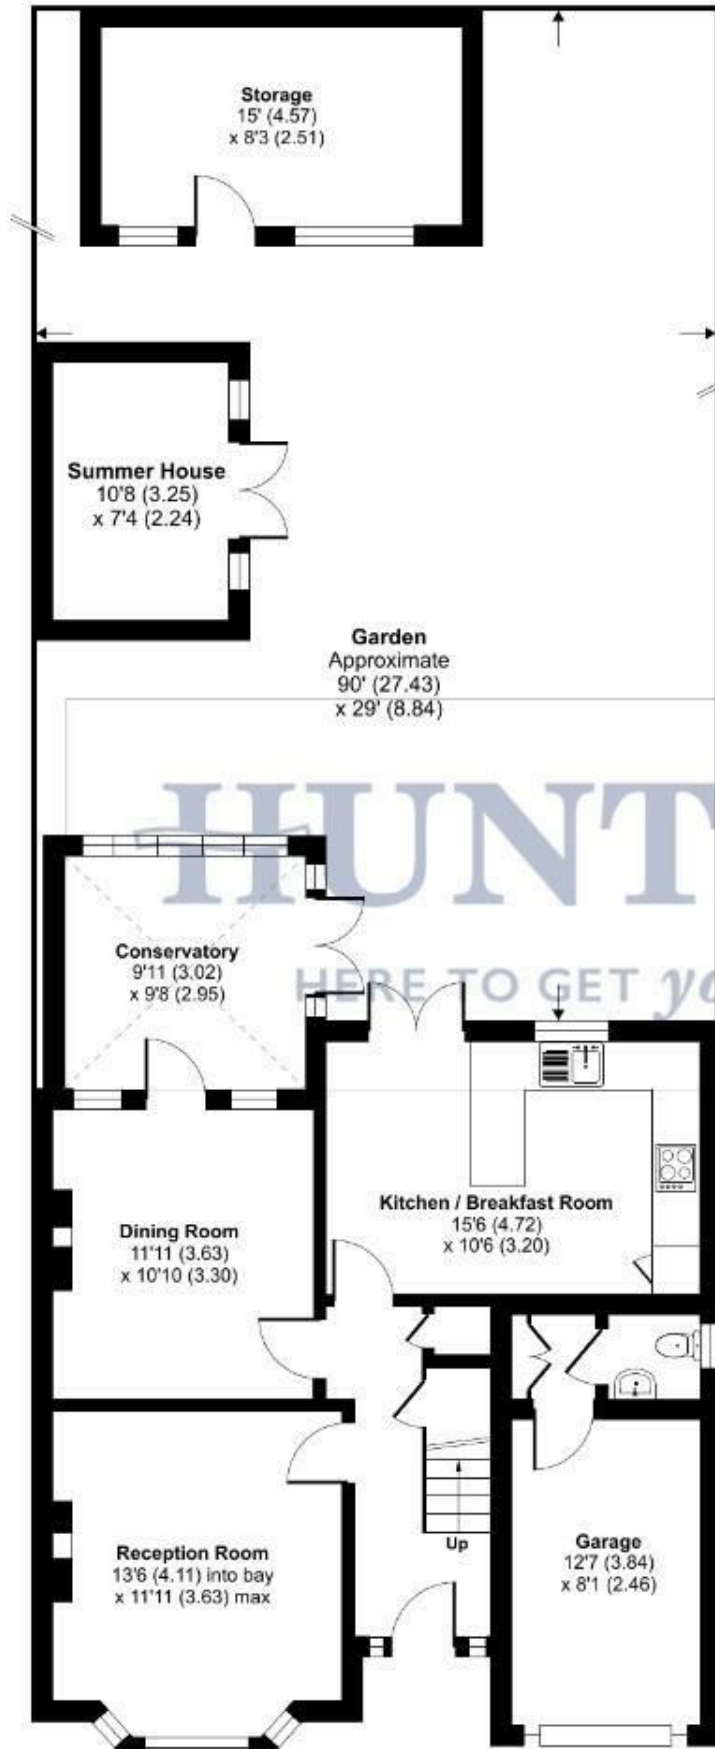 Storage
15' (4.57)
x 8'3 (2.51)
Summer House
10'8 (3.25)
x 7'4 (2.24)
Garden
Approximate
90' (27.43)
x 29' (8.84)
HUNT
HERE TO GET yo
Conservatory
9'11 (3.02)
x 9'8 (2.95)
Kitchen / Breakfast Room
15'6 (4.72)
x 10'6 (3.20)
Dining Room
11'11 (3.63)
x 10'10 (3.30)
Reception Room
13'6 (4.11) into bay
x 11'11 (3.63) max
Up
Garage
12'7 (3.84)
x 8'1 (2.46)